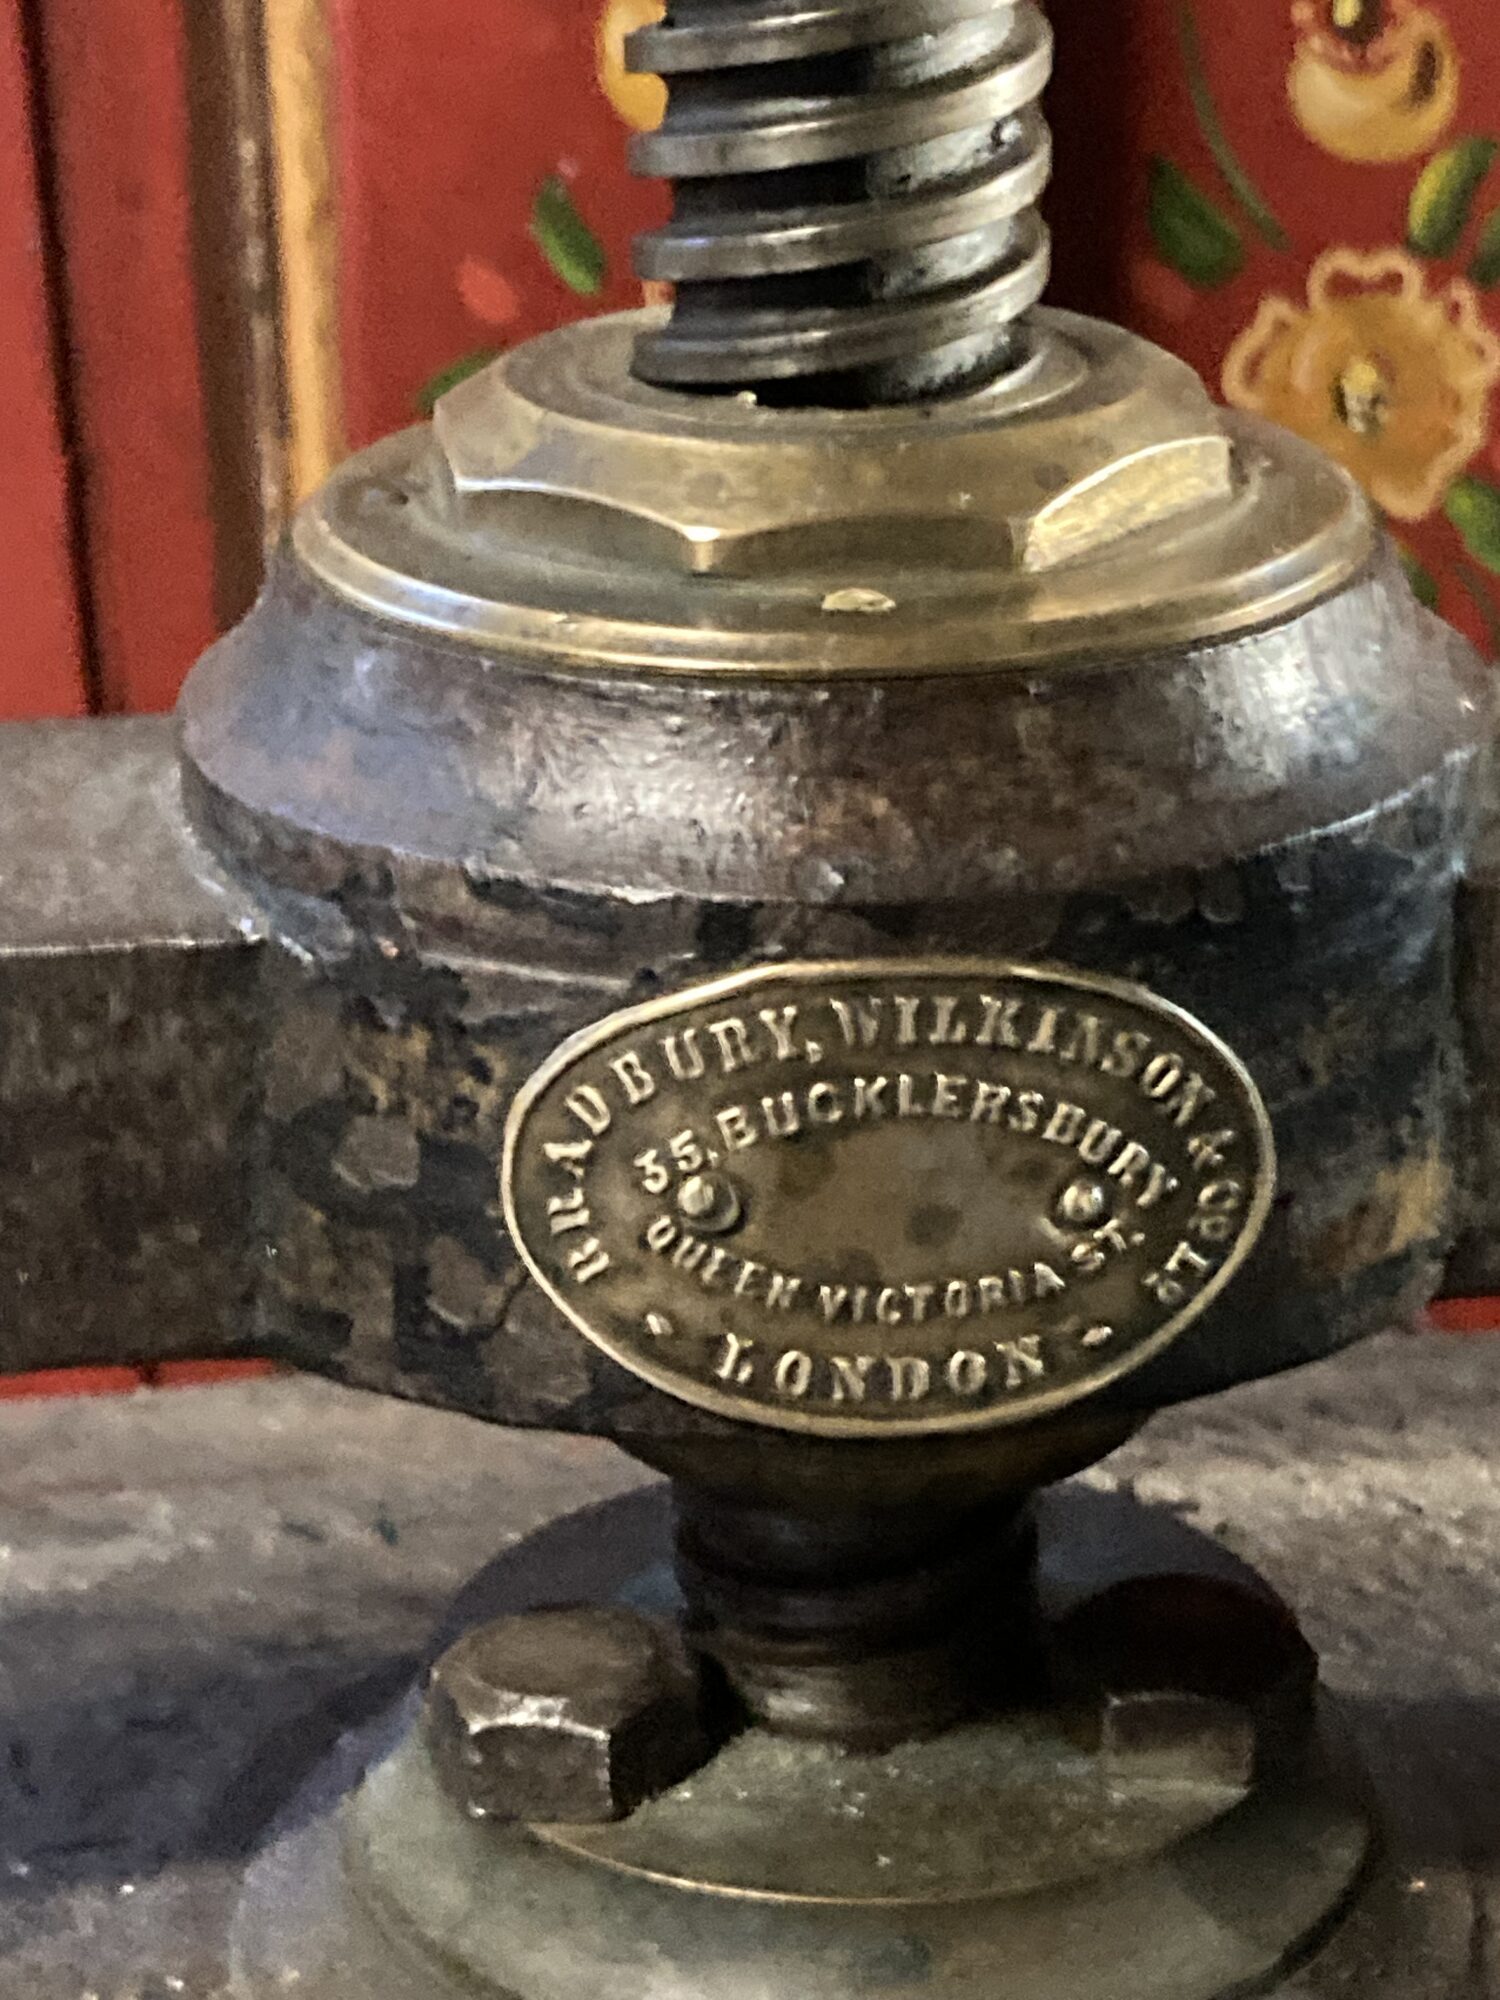 BRADBURY, WILKINSON & Co. Ld.
35, BUCKLERSBURY
QUEEN VICTORIA ST.
LONDON